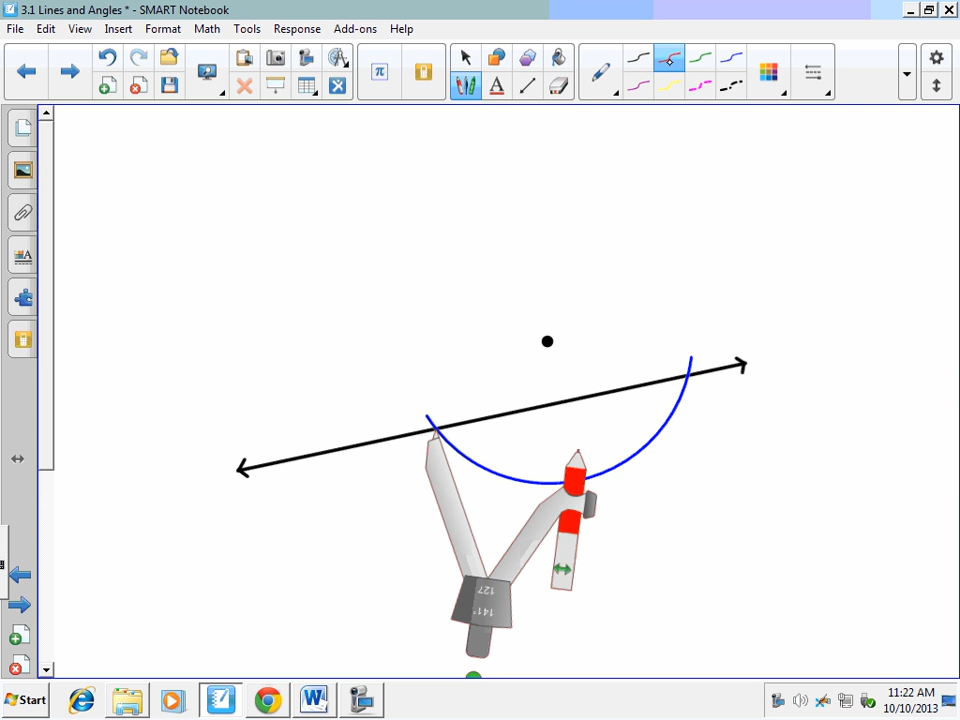 3.1 Lines and Angles * - SMART Notebook
File Edit View Insert Format Math Tools Response Add-ons Help
π
A
127
141°
Start
W
11:22 AM
10/10/2013